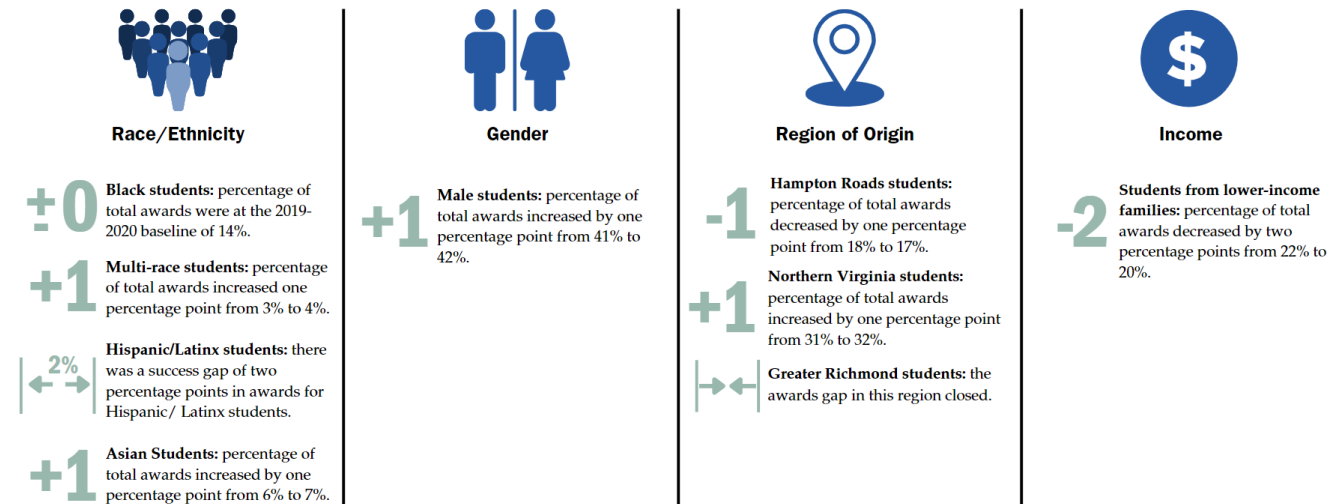 Race/Ethnicity
±0
Black students: percentage of
total awards were at the 2019-
2020 baseline of 14%.
+1
Multi-race students: percentage
of total awards increased one
percentage point from 3% to 4%.
2%
Hispanic/Latinx students: there
was a success gap of two
percentage points in awards for
Hispanic/ Latinx students.
+1
Asian Students: percentage of
total awards increased by one
percentage point from 6% to 7%.
Gender
+1
Male students: percentage of
total awards increased by one
percentage point from 41% to
42%.
Region of Origin
-1
Hampton Roads students:
percentage of total awards
decreased by one percentage
point from 18% to 17%.
+1
Northern Virginia students:
percentage of total awards
increased by one percentage point
from 31% to 32%.
Greater Richmond students: the
awards gap in this region closed.
$
Income
-2
Students from lower-income
families: percentage of total
awards decreased by two
percentage points from 22% to
20%.